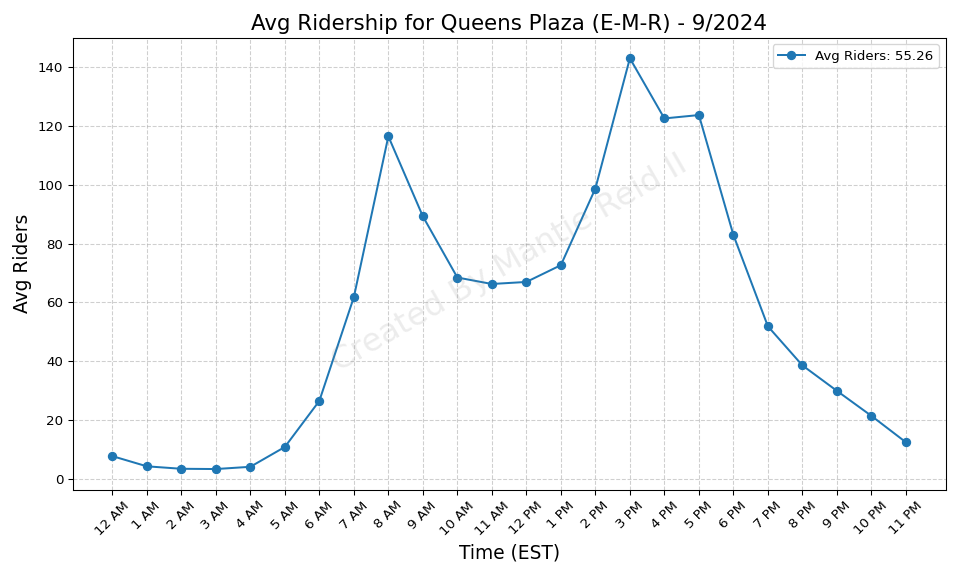 Avg Ridership for Queens Plaza (E-M-R) - 9/2024
Avg Riders: 55.26
Avg Riders
140
120
100
80
60
40
20
0
Created By Mantic Reid II
12 AM
1 AM
2 AM
3 AM
4 AM
5 AM
6 AM
7 AM
8 AM
9 AM
10 AM
11 AM
12 PM
1 PM
2 PM
3 PM
4 PM
5 PM
6 PM
7 PM
8 PM
9 PM
10 PM
11 PM
Time (EST)